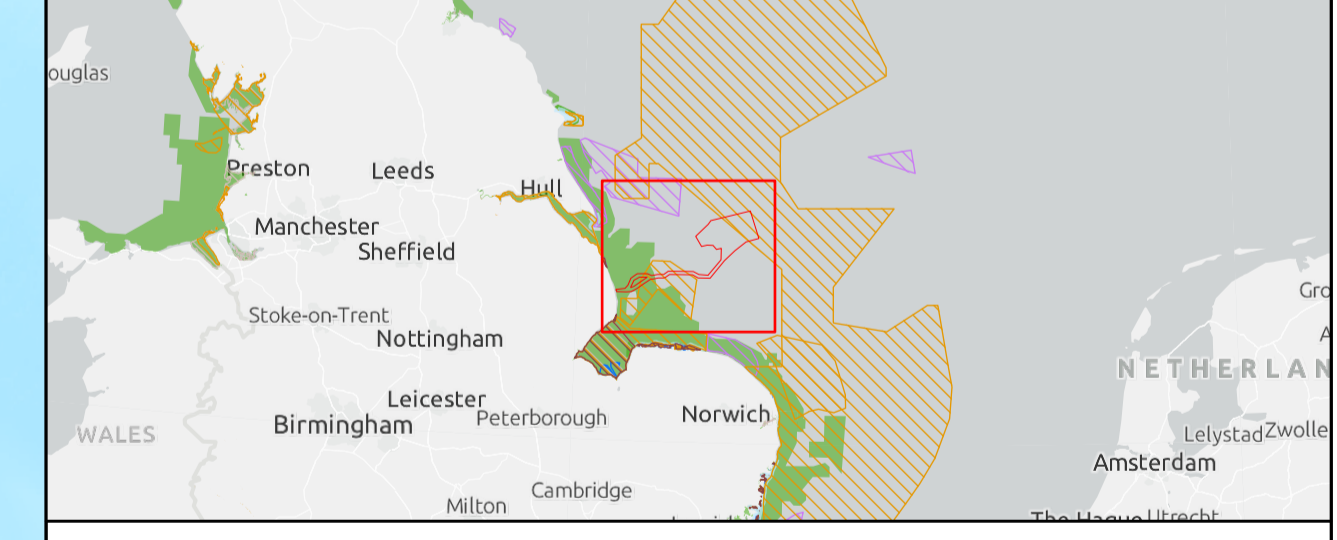 ouglas
Preston
Leeds
Hull
Manchester
Sheffield
Stoke-on-Trent
Nottingham
Gro
NETHERLAN
Leicester
Birmingham
Peterborough
Norwich
WALES
Lelystad
Zwolle
Amsterdam
Cambridge
Milton
The Hague
Utrecht